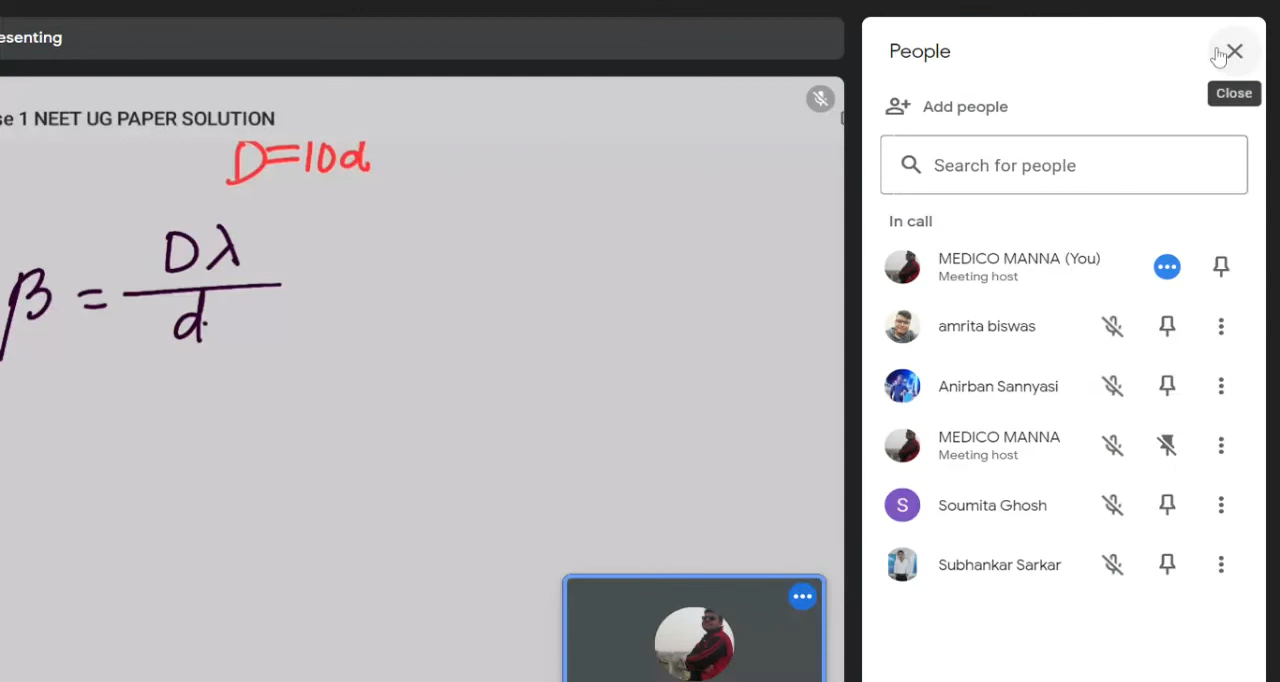 esenting
se 1 NEET UG PAPER SOLUTION
D=10d
β = Dλ
d
People
Close
Add people
Search for people
In call
MEDICO MANNA (You)
Meeting host
amrita biswas
Anirban Sannyasi
MEDICO MANNA
Meeting host
S Soumita Ghosh
Subhankar Sarkar